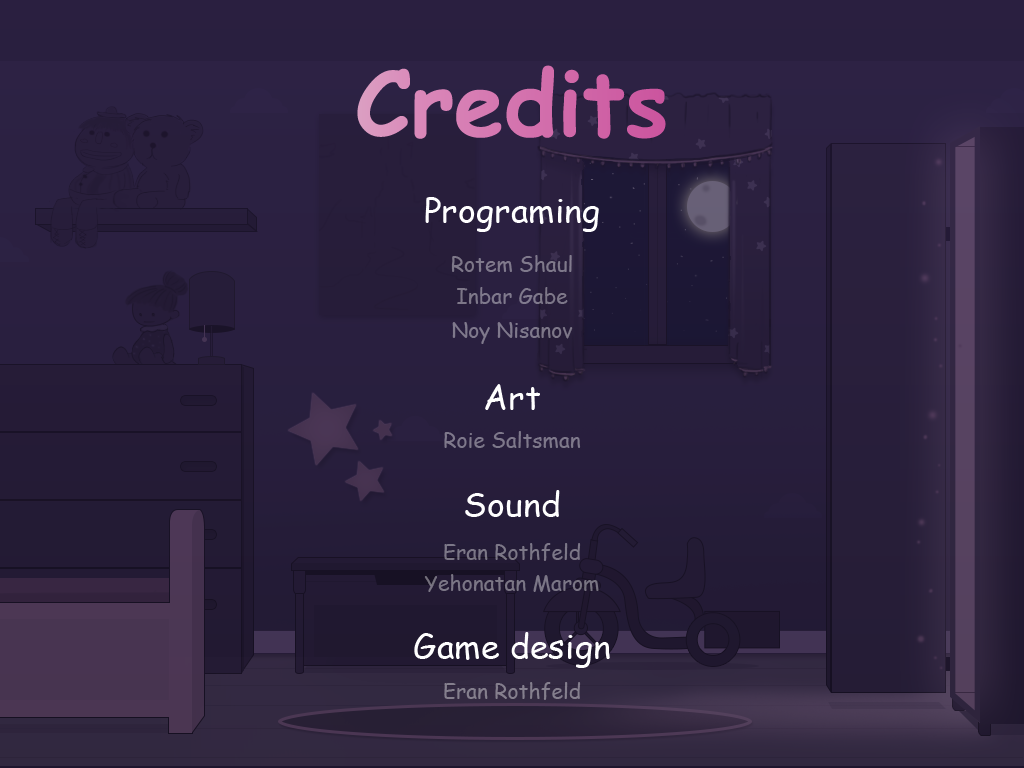 Credits
Programing
Rotem Shaul
Inbar Gabe
Noy Nisanov
Art
Roie Saltsman
Sound
Eran Rothfeld
Yehonatan Marom
Game design
Eran Rothfeld